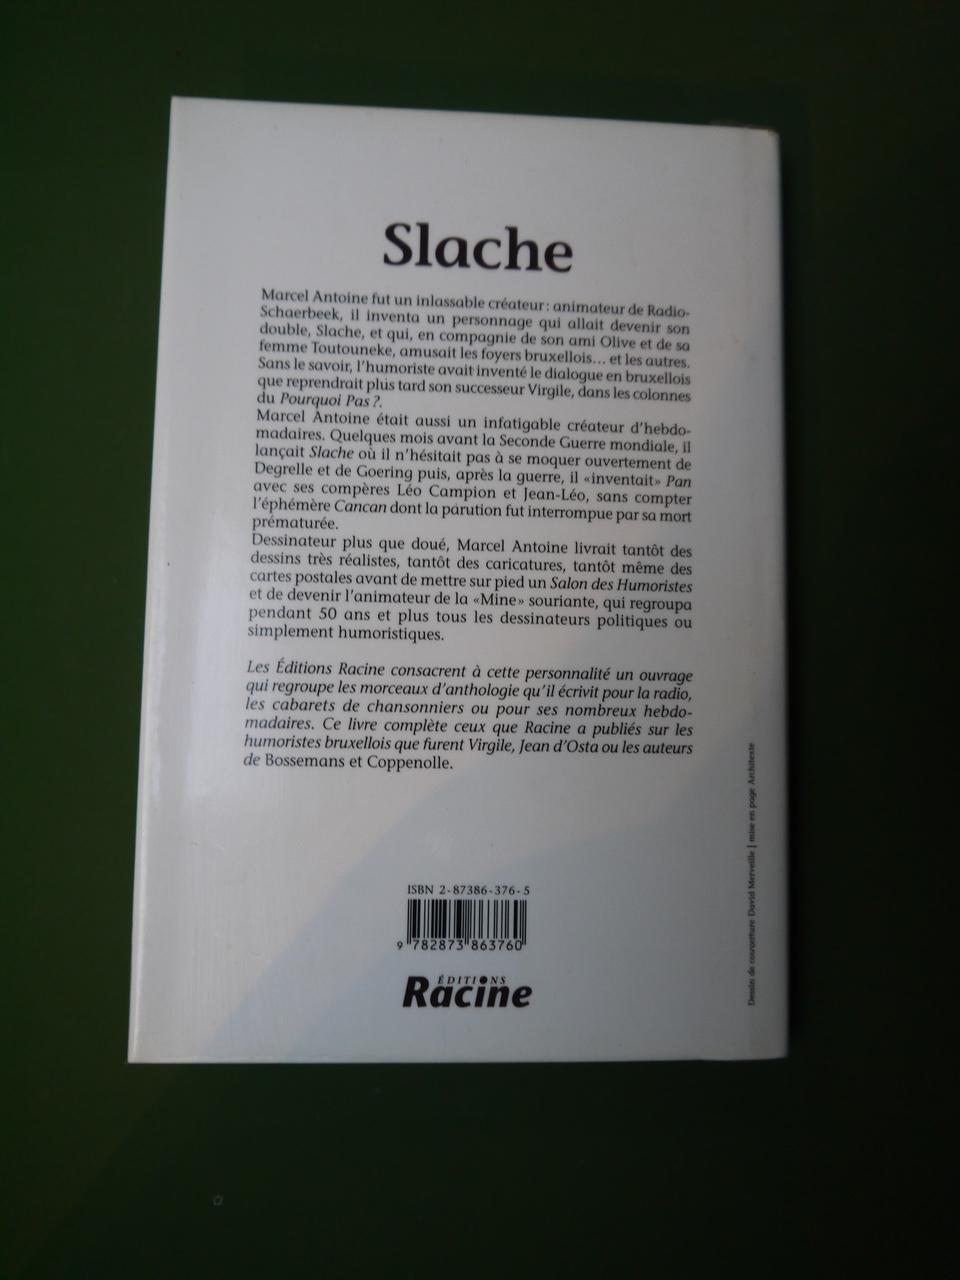 Slache
Marcel Antoine fut un inlassable créateur : animateur de Radio-
Schaerbeek, il inventa un personnage qui allait devenir son
double, Slache, et qui, en compagnie de son ami Olive et de sa
femme Toutouneke, amusait les foyers bruxellois... et les autres.
Sans le savoir, l'humoriste avait inventé le dialogue en bruxellois
que reprendrait plus tard son successeur Virgile, dans les colonnes
du Pourquoi Pas ?.
Marcel Antoine était aussi un infatigable créateur d'hebdo-
madaires. Quelques mois avant la Seconde Guerre mondiale, il
lançait Slache où il n'hésitait pas à se moquer ouvertement de
Degrelle et de Goering puis, après la guerre, il «inventait» Pan
avec ses compères Léo Campion et Jean-Léo, sans compter
l'éphémère Cancan dont la parution fut interrompue par sa mort
prématurée.
Dessinateur plus que doué, Marcel Antoine livrait tantôt des
dessins très réalistes, tantôt des caricatures, tantôt même des
cartes postales avant de mettre sur pied un Salon des Humoristes
et de devenir l'animateur de la «Mine» souriante, qui regroupa
pendant 50 ans et plus tous les dessinateurs politiques ou
simplement humoristiques.
Les Éditions Racine consacrent à cette personnalité un ouvrage
qui regroupe les morceaux d'anthologie qu'il écrivit pour la radio,
les cabarets de chansonniers ou pour ses nombreux hebdo-
madaires. Ce livre complète ceux que Racine a publiés sur les
humoristes bruxellois que furent Virgile, Jean d'Osta ou les auteurs
de Bossemans et Coppenolle.
ISBN 2-87386-376-5
9 782873 863760
ÉDITIONS
Racine
Dessin de couverture David Merveille | mise en page Architexte